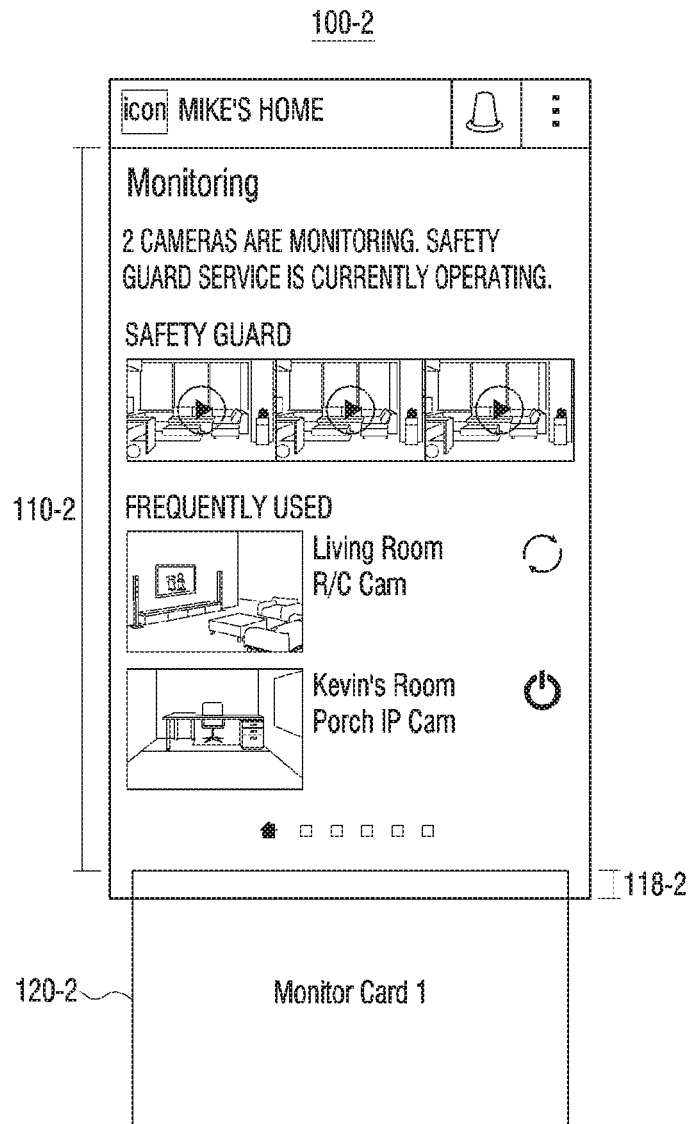 100-2
icon MIKE'S HOME
Monitoring
2 CAMERAS ARE MONITORING. SAFETY
GUARD SERVICE IS CURRENTLY OPERATING.
SAFETY GUARD
110-2
FREQUENTLY USED
Living Room
R/C Cam
Kevin's Room
Porch IP Cam
118-2
120-2
Monitor Card 1